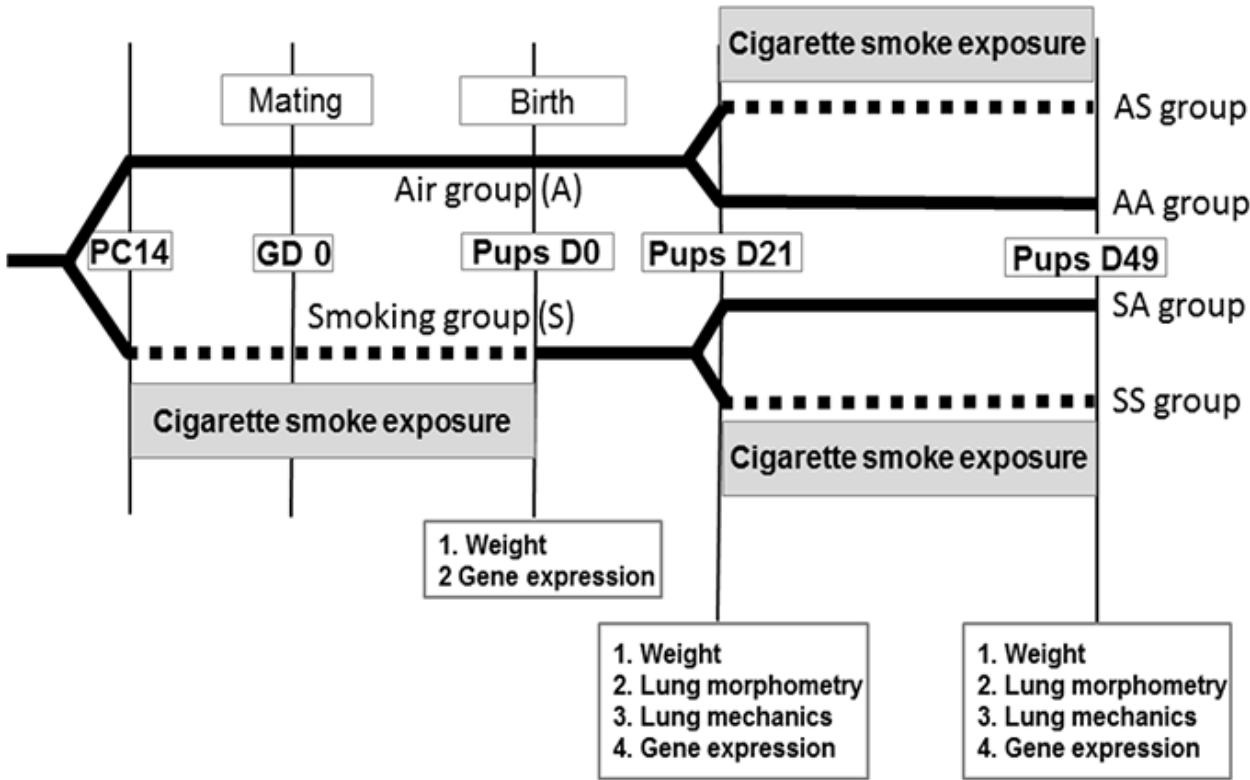 Cigarette smoke exposure
Mating
Birth
AS group
Air group (A)
AA group
PC14
GD 0
Pups D0
Pups D21
Pups D49
Smoking group (S)
SA group
Cigarette smoke exposure
SS group
Cigarette smoke exposure
1. Weight
2 Gene expression
1. Weight
2. Lung morphometry
3. Lung mechanics
4. Gene expression
1. Weight
2. Lung morphometry
3. Lung mechanics
4. Gene expression